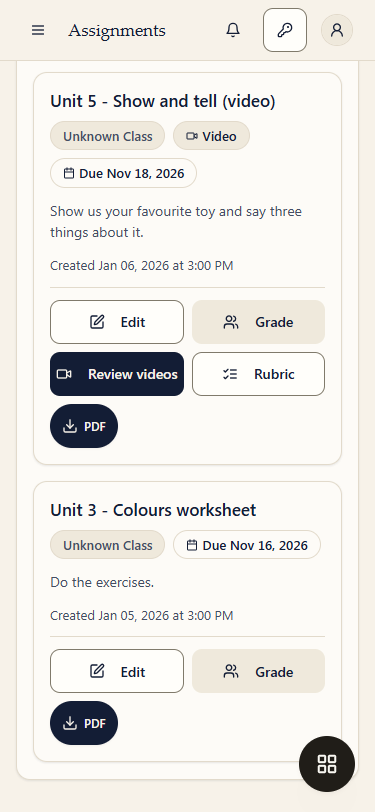 Assignments
Unit 5 - Show and tell (video)
Unknown Class
Video
Due Nov 18, 2026
Show us your favourite toy and say three
things about it.
Created Jan 06, 2026 at 3:00 PM
Edit
Grade
Review videos
Rubric
PDF
Unit 3 - Colours worksheet
Unknown Class
Due Nov 16, 2026
Do the exercises.
Created Jan 05, 2026 at 3:00 PM
Edit
Grade
PDF